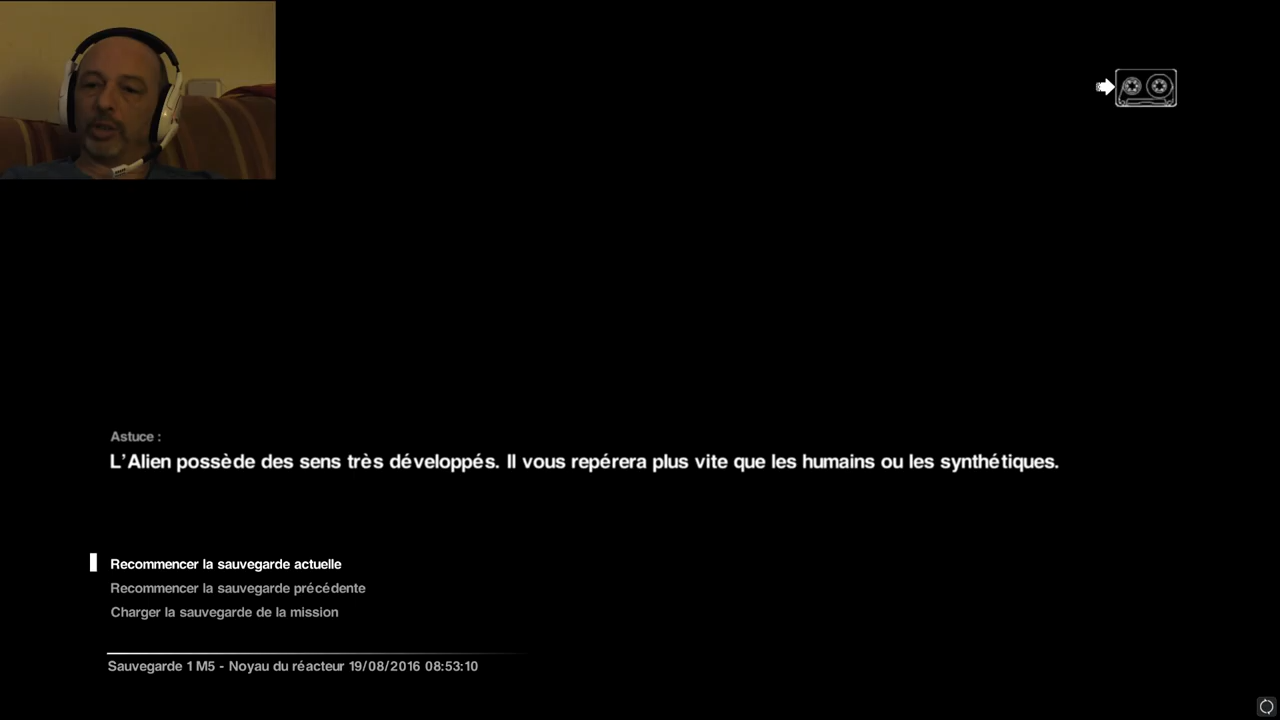 Astuce :
L'Alien possède des sens très développés. Il vous repérera plus vite que les humains ou les synthétiques.
Recommencer la sauvegarde actuelle
Recommencer la sauvegarde précédente
Charger la sauvegarde de la mission
Sauvegarde 1 M5 - Noyau du réacteur 19/08/2016 08:53:10